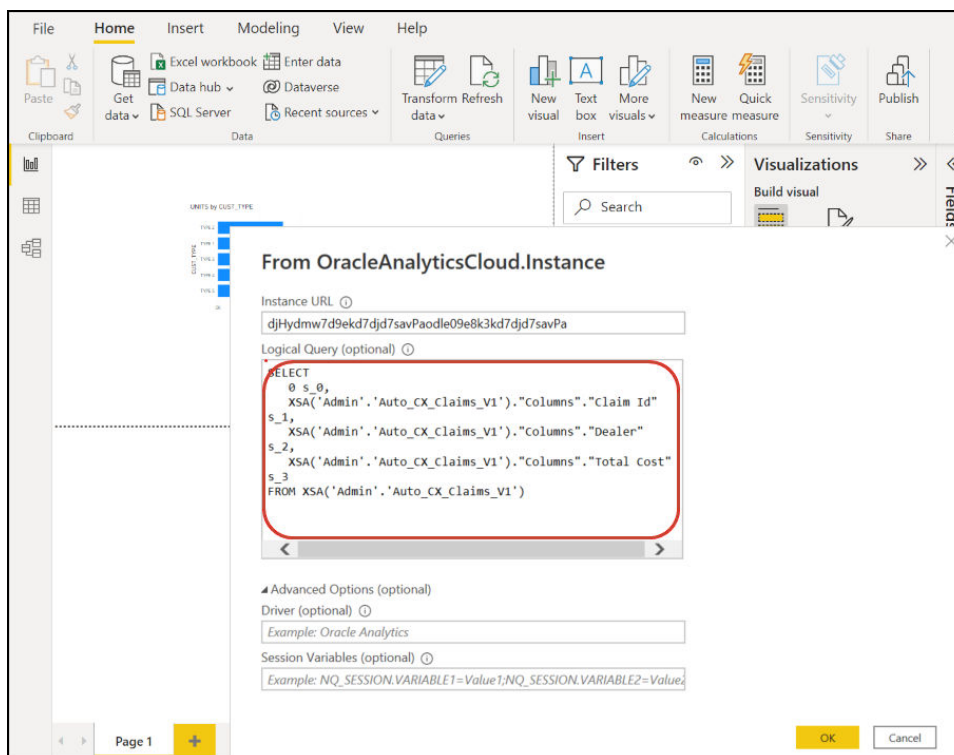 File Home Insert Modeling View Help
Paste
Clipboard
Get data
Excel workbook
Data hub
SQL Server
Enter data
Dataverse
Recent sources
Data
Transform data
Refresh
Queries
New visual
Text box
More visuals
Insert
New measure
Quick measure
Calculations
Sensitivity
Sensitivity
Publish
Share
Filters
Search
Visualizations
Build visual
Fields
UNITS by CUST_TYPE
CUST_TYPE
From OracleAnalyticsCloud.Instance
Instance URL
djHydmw7d9ekd7djd7savPaodle09e8k3kd7djd7savPa
Logical Query (optional)
SELECT
0 s_0,
XSA('Admin'.'Auto_CX_Claims_V1')."Columns"."Claim Id"
s_1,
XSA('Admin'.'Auto_CX_Claims_V1')."Columns"."Dealer"
s_2,
XSA('Admin'.'Auto_CX_Claims_V1')."Columns"."Total Cost"
s_3
FROM XSA('Admin'.'Auto_CX_Claims_V1')
Advanced Options (optional)
Driver (optional)
Example: Oracle Analytics
Session Variables (optional)
Example: NQ_SESSION.VARIABLE1=Value1;NQ_SESSION.VARIABLE2=Value2
OK Cancel
Page 1